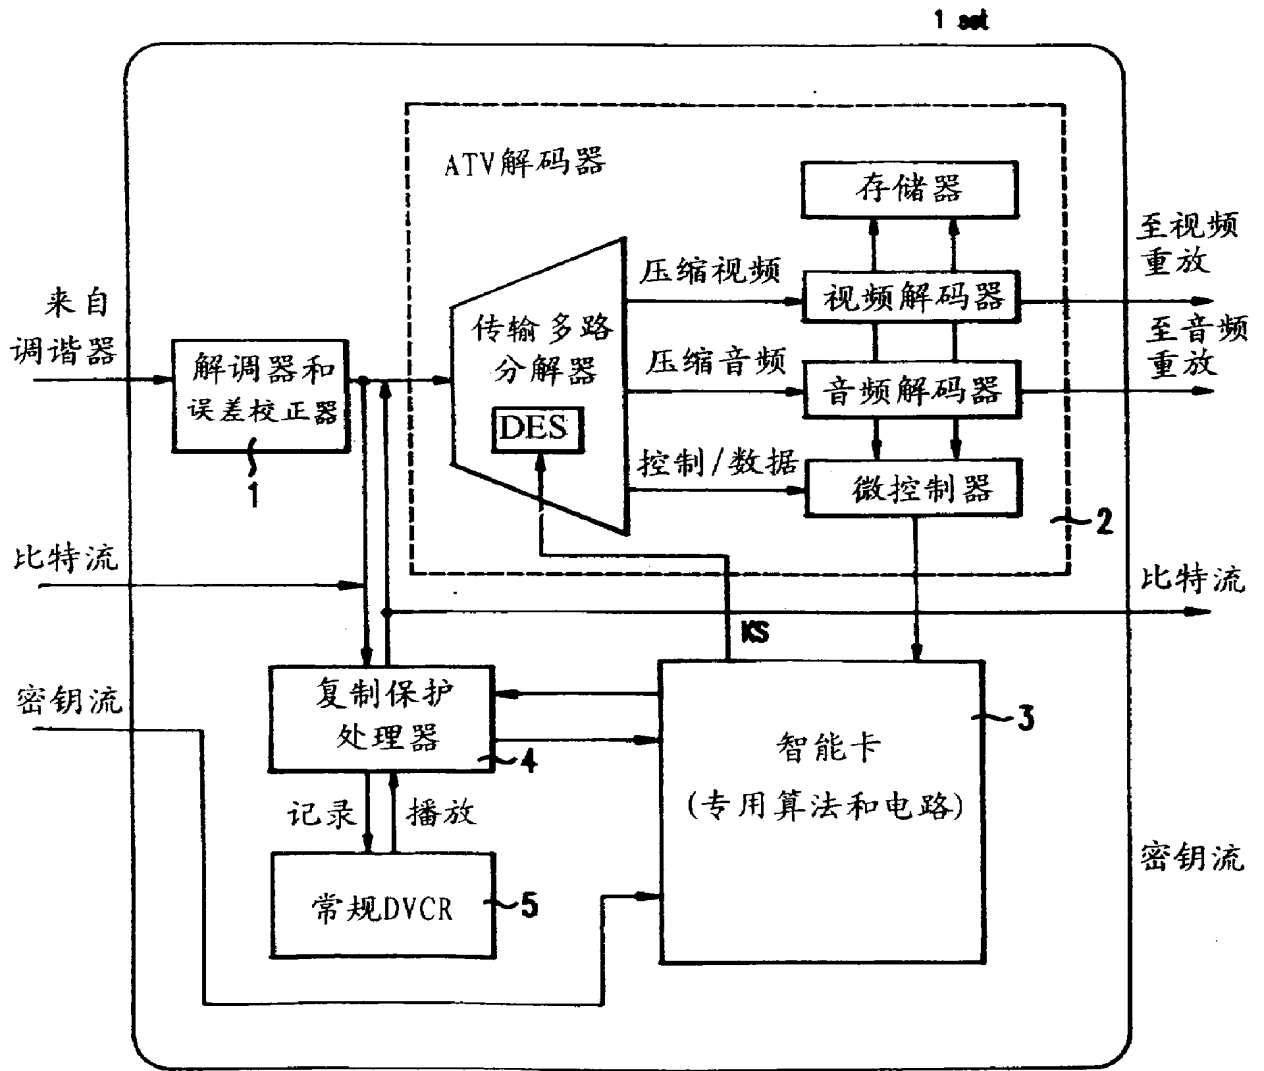 1 set
ATV解码器
存储器
至视频
重放
压缩视频
视频解码器
来自
调谐器
传输多路
分解器
至音频
重放
压缩音频
音频解码器
解调器和
误差校正器
DES
控制/数据
微控制器
1
2
比特流
比特流
KS
密钥流
复制保护
处理器
4
3
智能卡
(专用算法和电路)
记录
播放
密钥流
常规DVCR
5